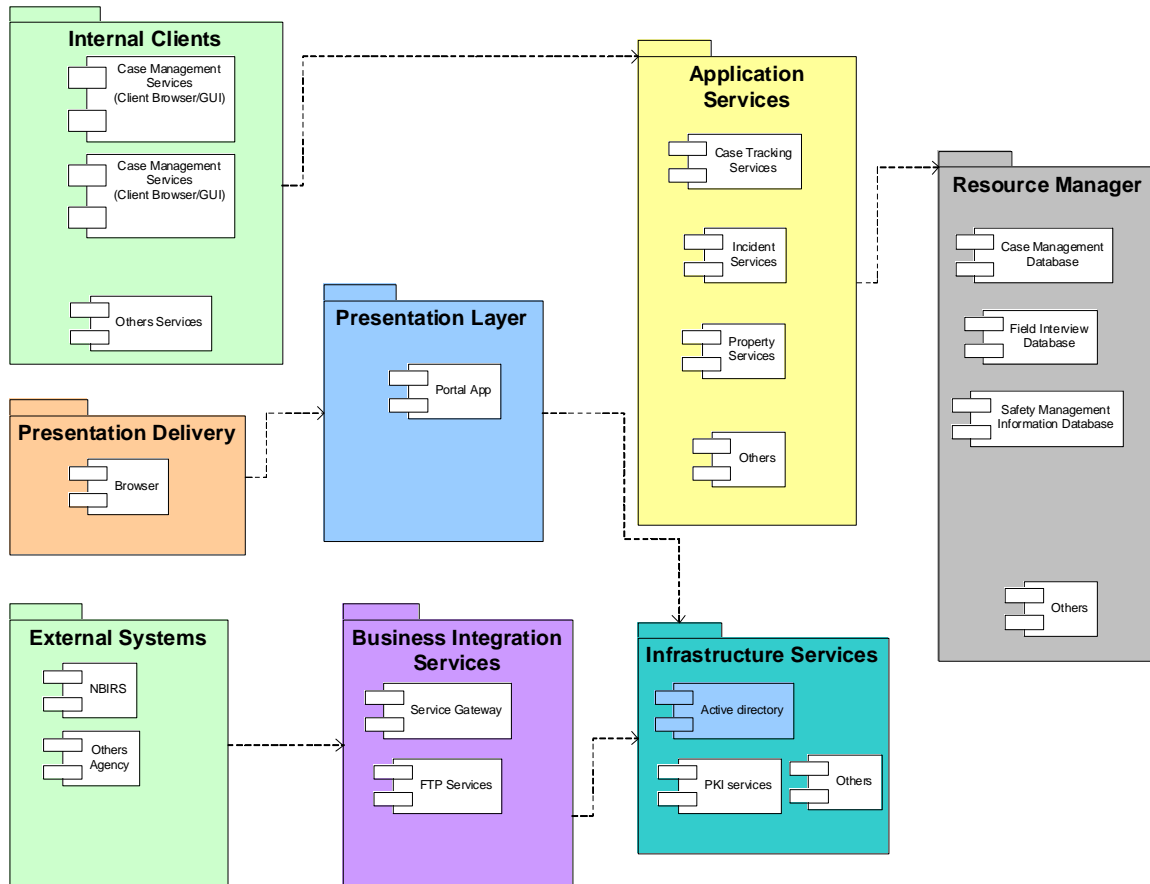 Internal Clients
Case Management
Services
(Client Browser/GUI)
Case Management
Services
(Client Browser/GUI)
Others Services
Presentation Delivery
Browser
External Systems
NBIRS
Others
Agency
Presentation Layer
Portal App
Business Integration
Services
Service Gateway
FTP Services
Application
Services
Case Tracking
Services
Incident
Services
Property
Services
Others
Infrastructure Services
Active directory
PKI services
Others
Resource Manager
Case Management
Database
Field Interview
Database
Safety Management
Information Database
Others